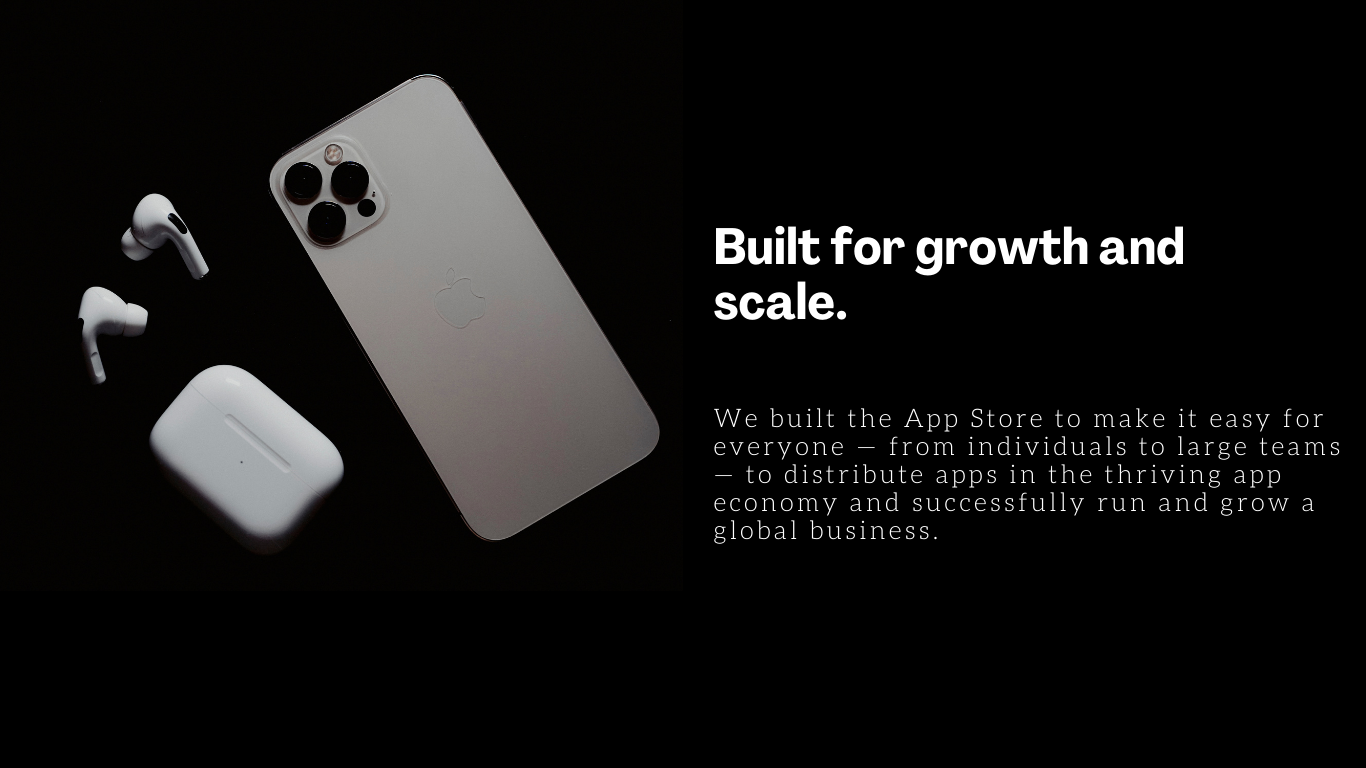 Built for growth and
scale.
We built the App Store to make it easy for
everyone — from individuals to large teams
— to distribute apps in the thriving app
economy and successfully run and grow a
global business.